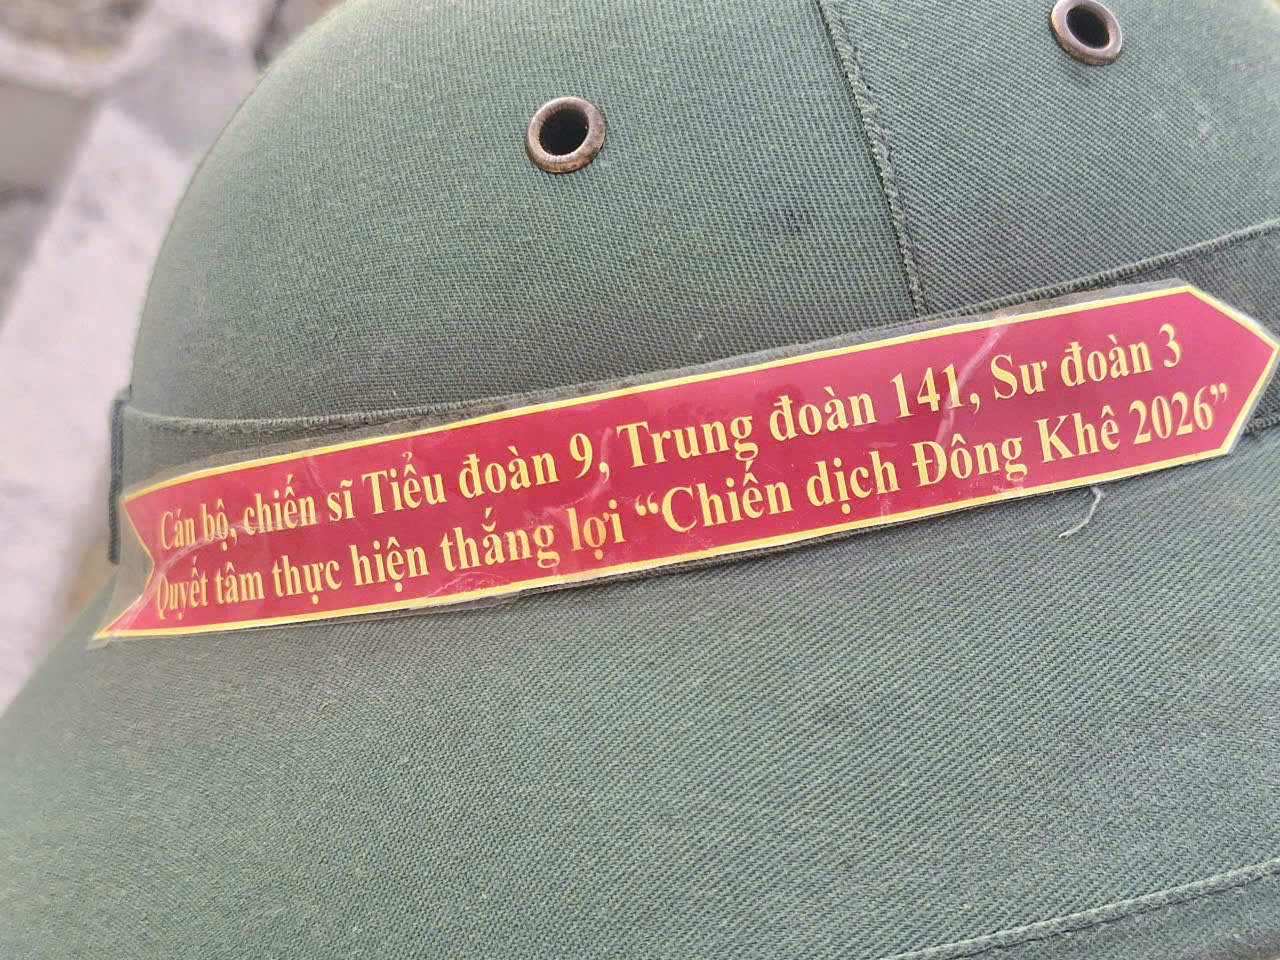 Cán bộ, chiến sĩ Tiểu đoàn 9, Trung đoàn 141, Sư đoàn 3
Quyết tâm thực hiện thắng lợi “Chiến dịch Đông Khê 2026”